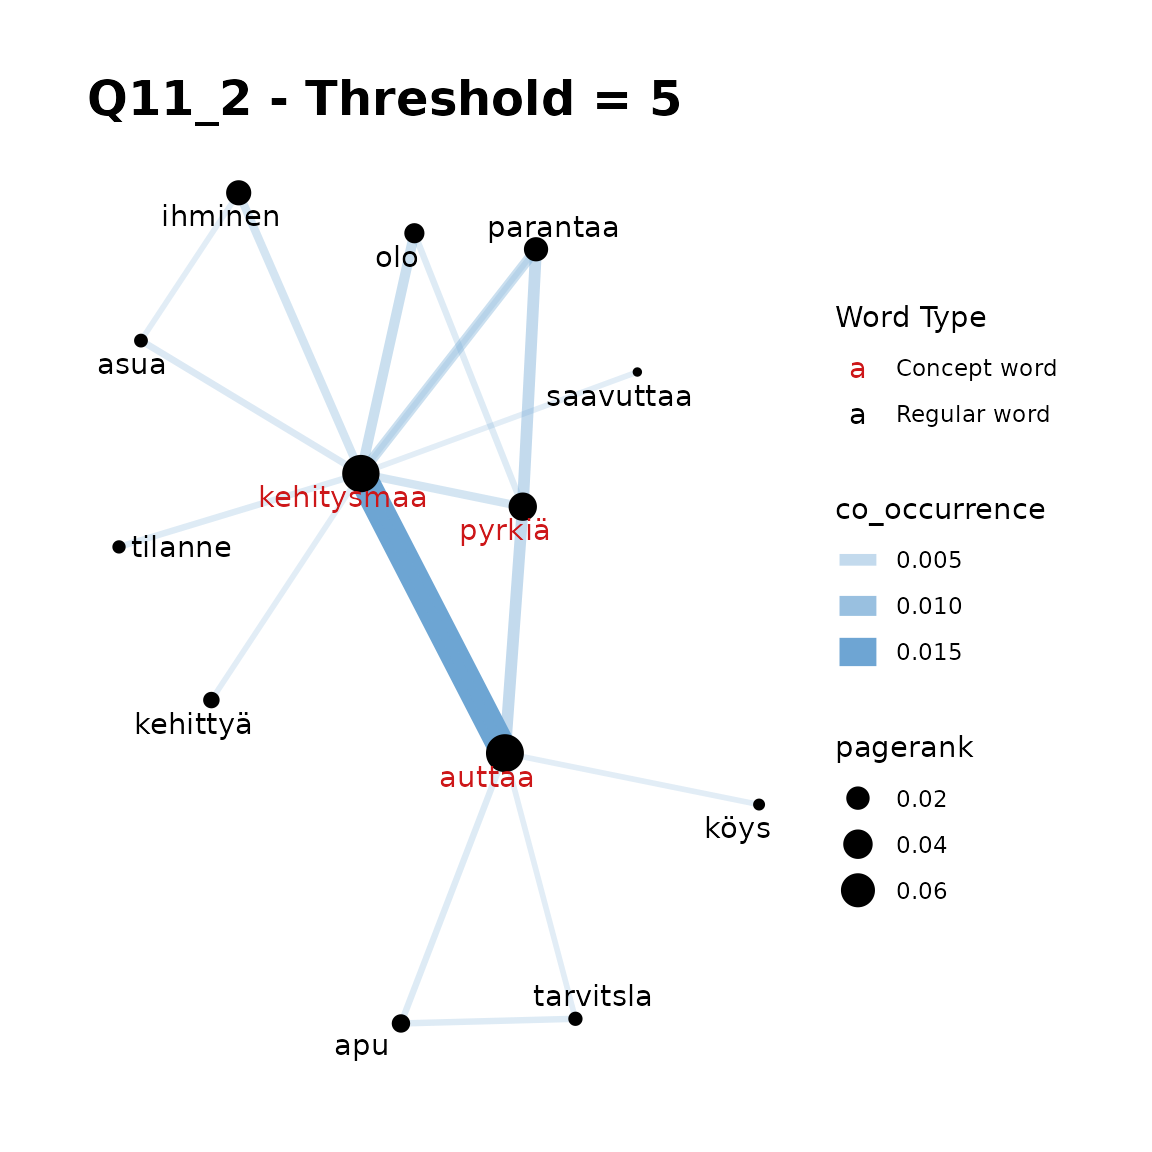 Q11_2 - Threshold = 5
ihminen
olo
parantaa
asua
saavuttaa
kehitysmaa
pyrkiä
tilanne
kehittyä
auttaa
köys
tarvitsla
apu
Word Type
a Concept word
a Regular word
co_occurrence
0.005
0.010
0.015
pagerank
0.02
0.04
0.06